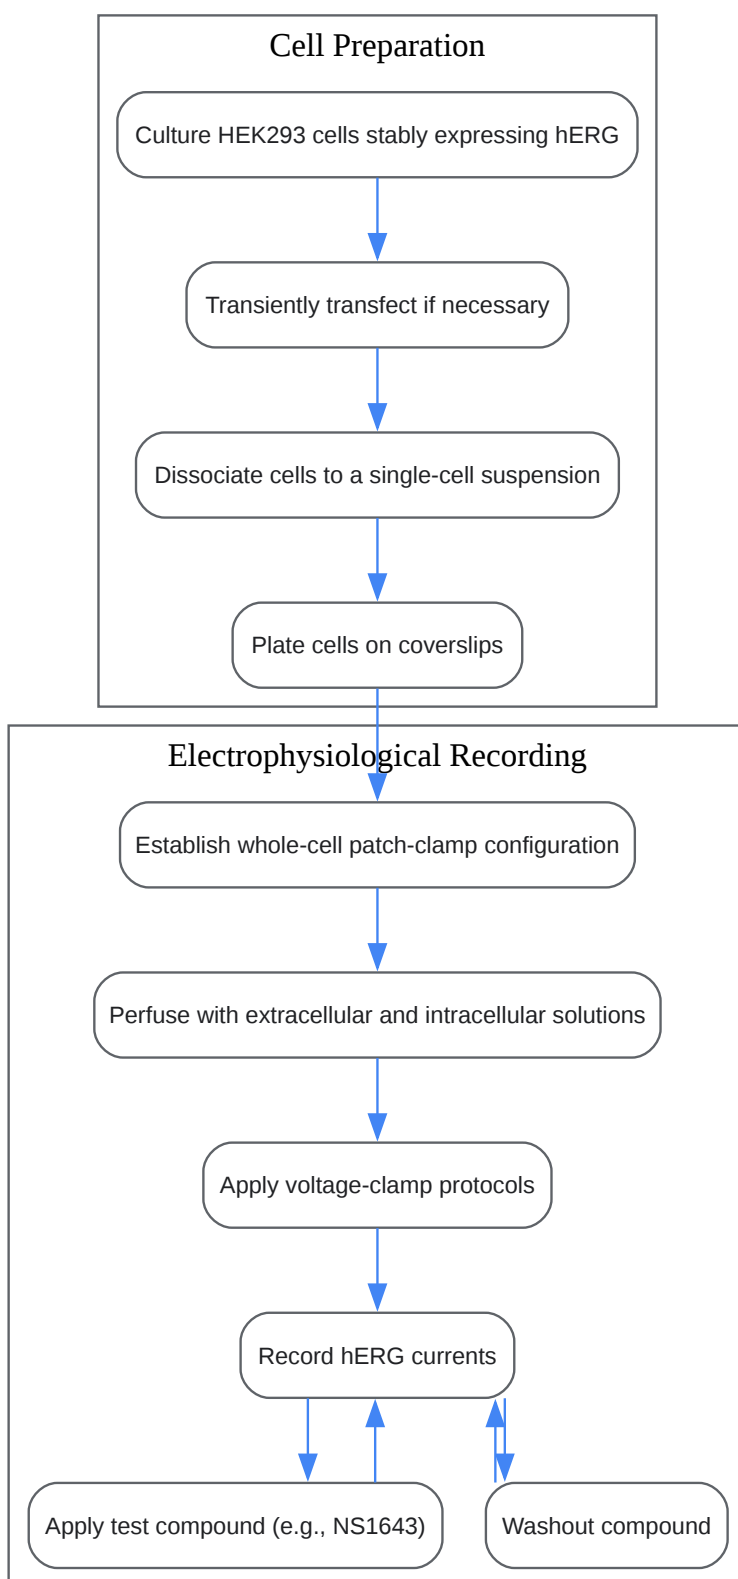 Cell Preparation
Culture HEK293 cells stably expressing hERG
Transiently transfect if necessary
Dissociate cells to a single-cell suspension
Plate cells on coverslips
Electrophysiological Recording
Establish whole-cell patch-clamp configuration
Perfuse with extracellular and intracellular solutions
Apply voltage-clamp protocols
Record hERG currents
Apply test compound (e.g., NS1643)
Washout compound